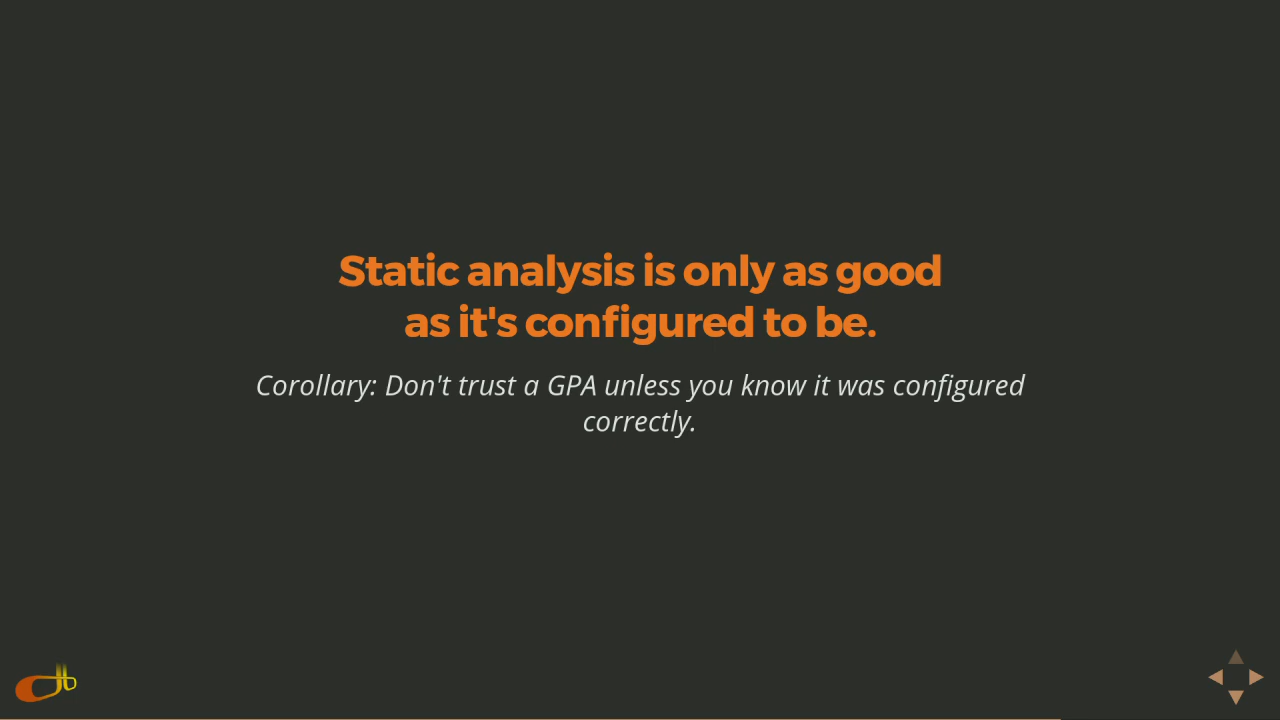 Static analysis is only as good
as it's configured to be.
Corollary: Don't trust a GPA unless you know it was configured
correctly.